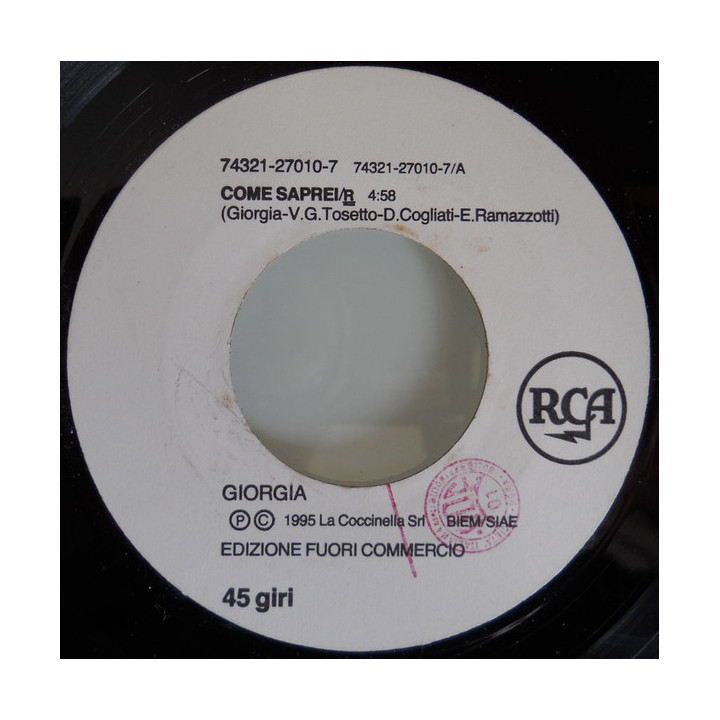 74321-27010-7 74321-27010-7/A
COME SAPREI/R 4:58
(Giorgia-V.G.Tosetto-D.Cogliati-E.Ramazzotti)
RCA
GIORGIA
Ⓟ © 1995 La Coccinella Srl BIEM/SIAE
EDIZIONE FUORI COMMERCIO
45 giri